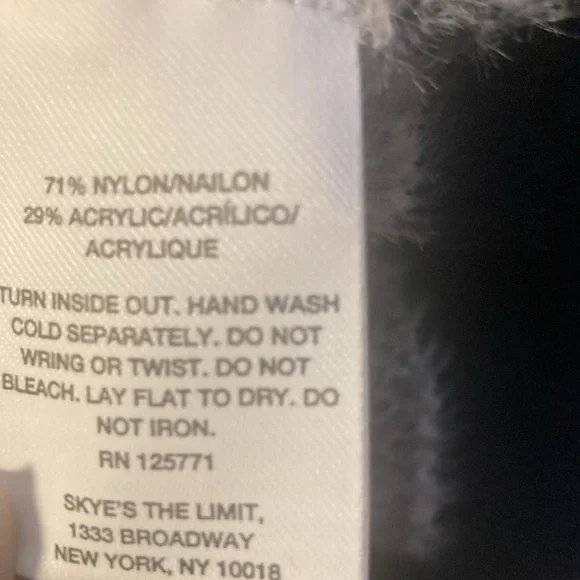 71% NYLON/NAILON
29% ACRYLIC/ACRÍLICO/
ACRYLIQUE
TURN INSIDE OUT. HAND WASH
COLD SEPARATELY. DO NOT
WRING OR TWIST. DO NOT
BLEACH. LAY FLAT TO DRY. DO
NOT IRON.
RN 125771
SKYE'S THE LIMIT,
1333 BROADWAY
NEW YORK, NY 10018